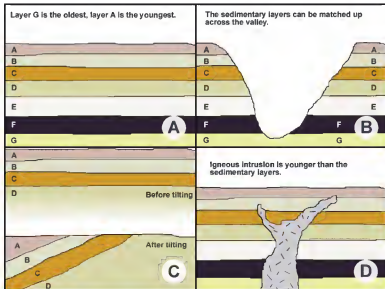 Layer G is the oldest, layer A is the youngest.
A
B
C
D
E
F
G
A
The sedimentary layers can be matched up
across the valley.
A
B
C
D
E
F
G
A
B
C
D
E
F
G
B
A
B
C
D
Before tilting
After tilting
A
B
C
D
C
Igneous intrusion is younger than the
sedimentary layers.
D